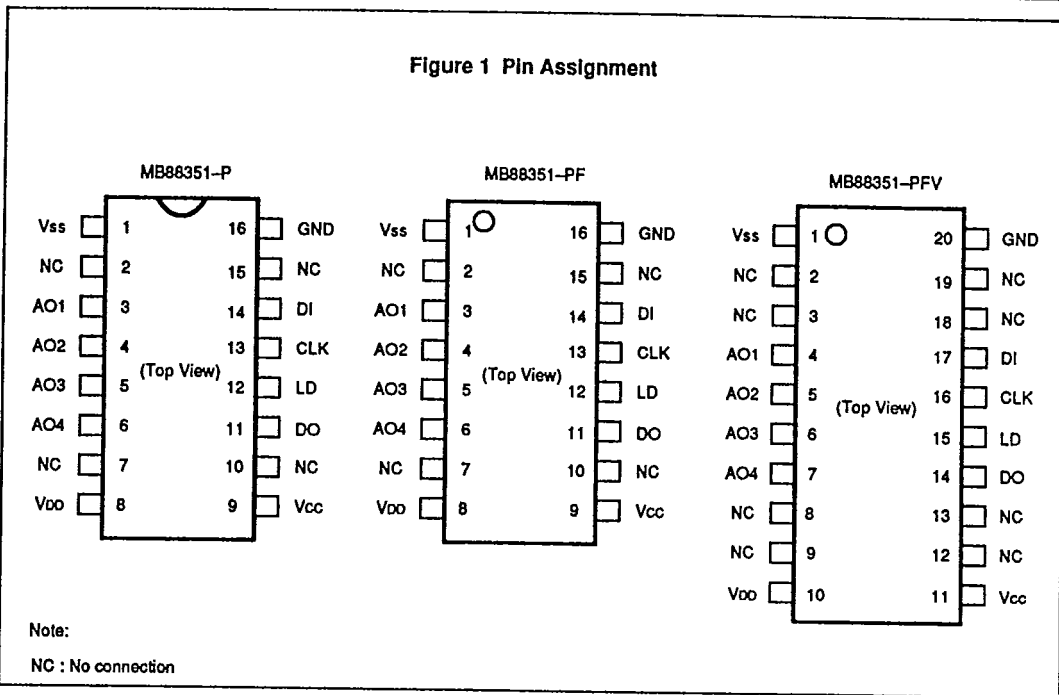 Figure 1 Pin Assignment
MB88351–P
Vss 1 16 GND
NC 2 15 NC
AO1 3 14 DI
AO2 4 13 CLK
(Top View)
AO3 5 12 LD
AO4 6 11 DO
NC 7 10 NC
VDD 8 9 Vcc
MB88351–PF
Vss 1 16 GND
NC 2 15 NC
AO1 3 14 DI
AO2 4 13 CLK
(Top View)
AO3 5 12 LD
AO4 6 11 DO
NC 7 10 NC
VDD 8 9 Vcc
MB88351–PFV
Vss 1 20 GND
NC 2 19 NC
NC 3 18 NC
AO1 4 17 DI
AO2 5 16 CLK
(Top View)
AO3 6 15 LD
AO4 7 14 DO
NC 8 13 NC
NC 9 12 NC
VDD 10 11 Vcc
Note:
NC : No connection